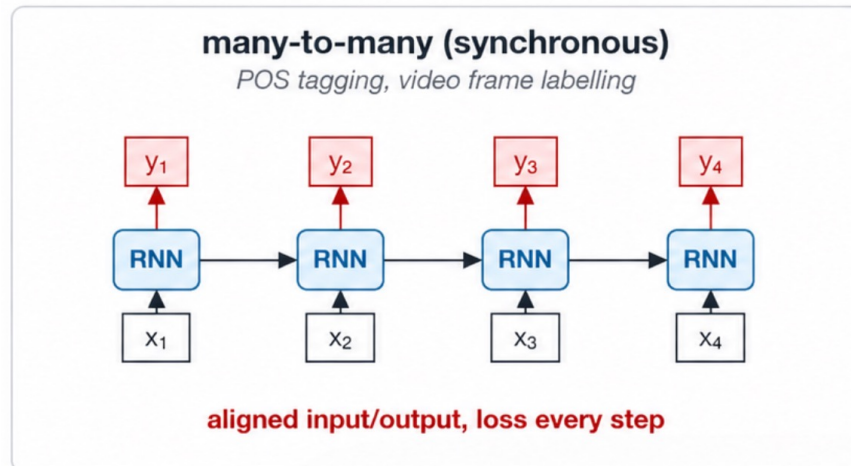 many-to-many (synchronous)
POS tagging, video frame labelling
y₁ y₂ y₃ y₄
RNN RNN RNN RNN
x₁ x₂ x₃ x₄
aligned input/output, loss every step